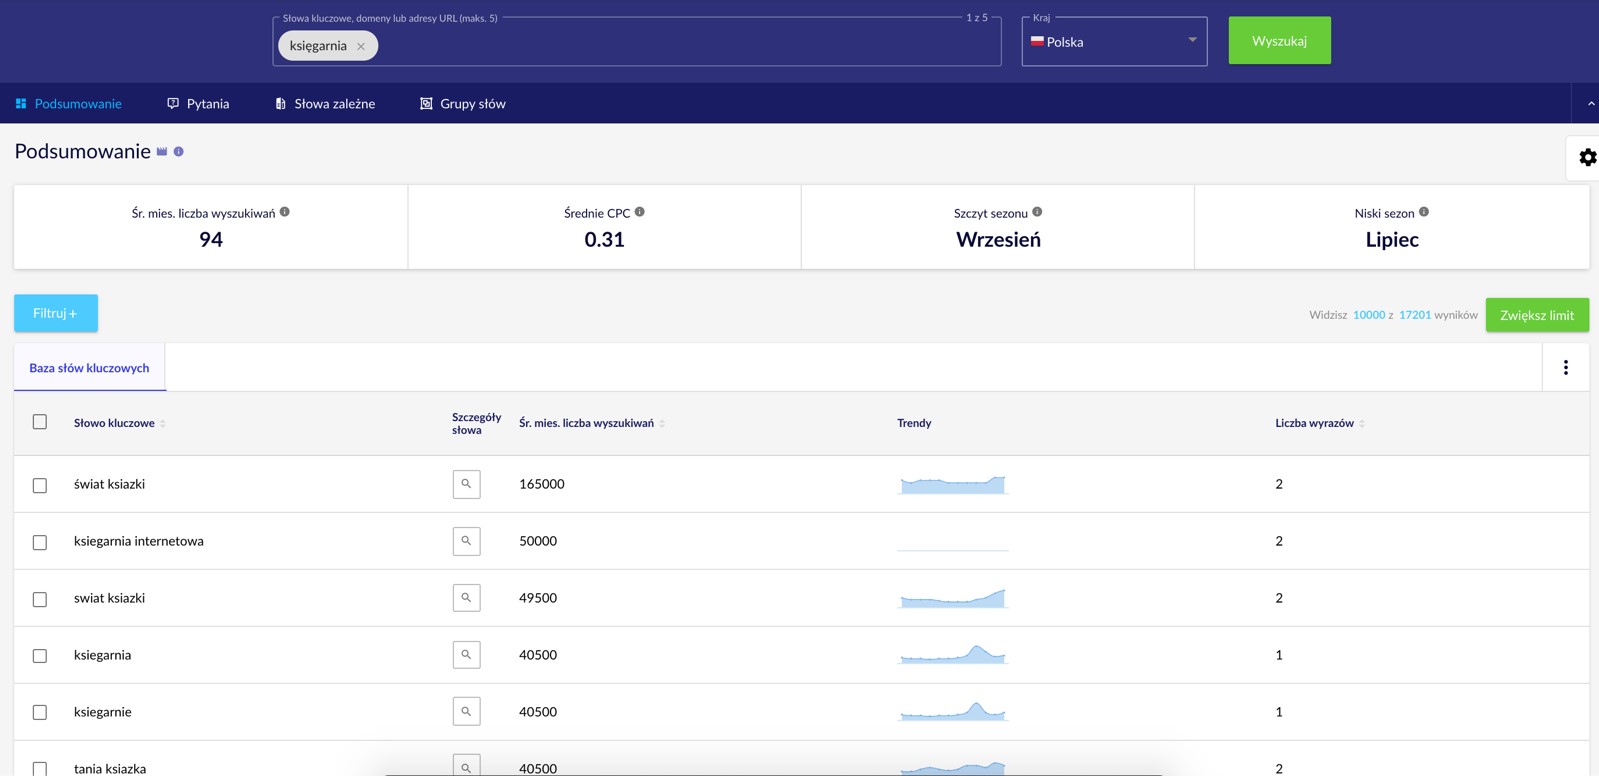 Słowa kluczowe, domeny lub adresy URL (maks. 5) 1 z 5
księgarnia
Kraj
Polska
Wyszukaj
Podsumowanie Pytania Słowa zależne Grupy słów
Podsumowanie
Śr. mies. liczba wyszukiwań
94
Średnie CPC
0.31
Szczyt sezonu
Wrzesień
Niski sezon
Lipiec
Filtruj +
Widzisz 10000 z 17201 wyników
Zwiększ limit
Baza słów kluczowych
Słowo kluczowe
Szczegóły
słowa
Śr. mies. liczba wyszukiwań
Trendy
Liczba wyrazów
świat ksiazki 165000 2
ksiegarnia internetowa 50000 2
swiat ksiazki 49500 2
ksiegarnia 40500 1
ksiegarnie 40500 1
tania ksiazka 40500 2